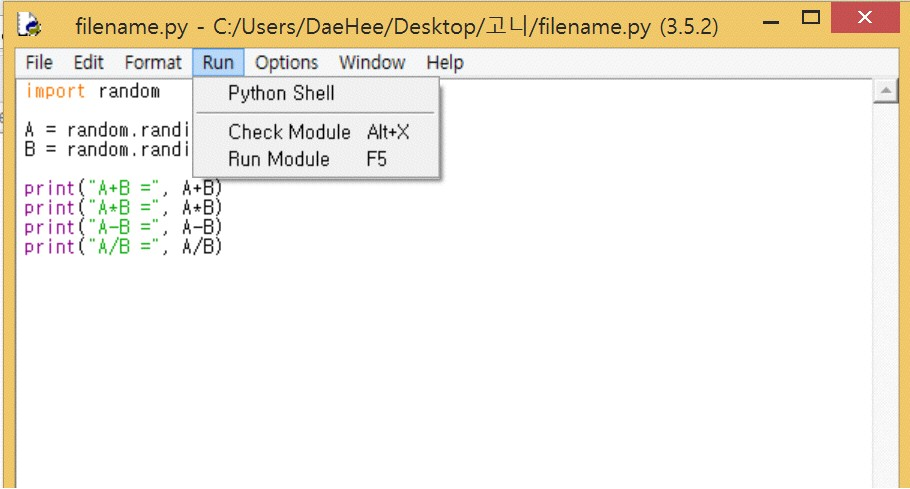 filename.py - C:/Users/DaeHee/Desktop/고니/filename.py (3.5.2)
File Edit Format Run Options Window Help
Python Shell
Check Module Alt+X
Run Module F5
import random
A = random.randi
B = random.randi
print("A+B =", A+B)
print("A*B =", A*B)
print("A-B =", A-B)
print("A/B =", A/B)